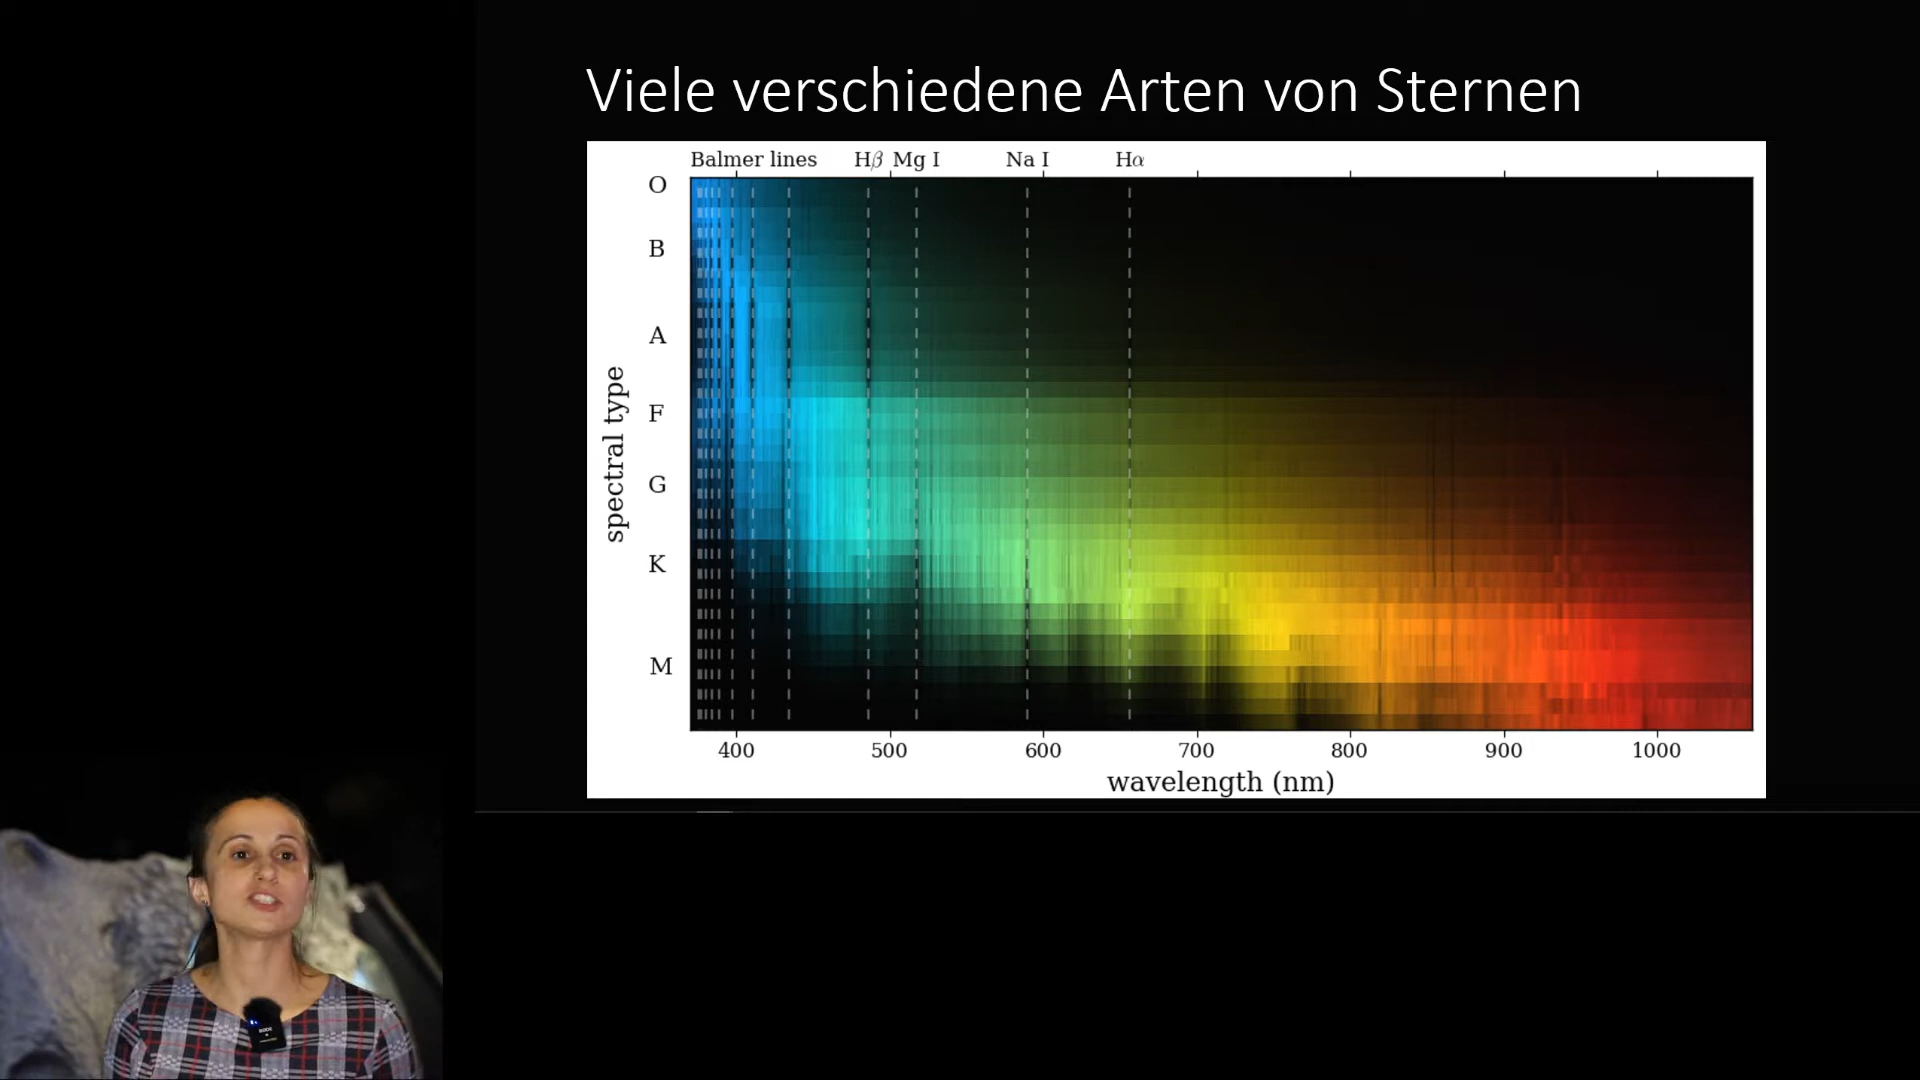 Viele verschiedene Arten von Sternen
Balmer lines Hβ Mg I Na I Hα
O
B
A
F
G
K
M
spectral type
400 500 600 700 800 900 1000
wavelength (nm)
RODE